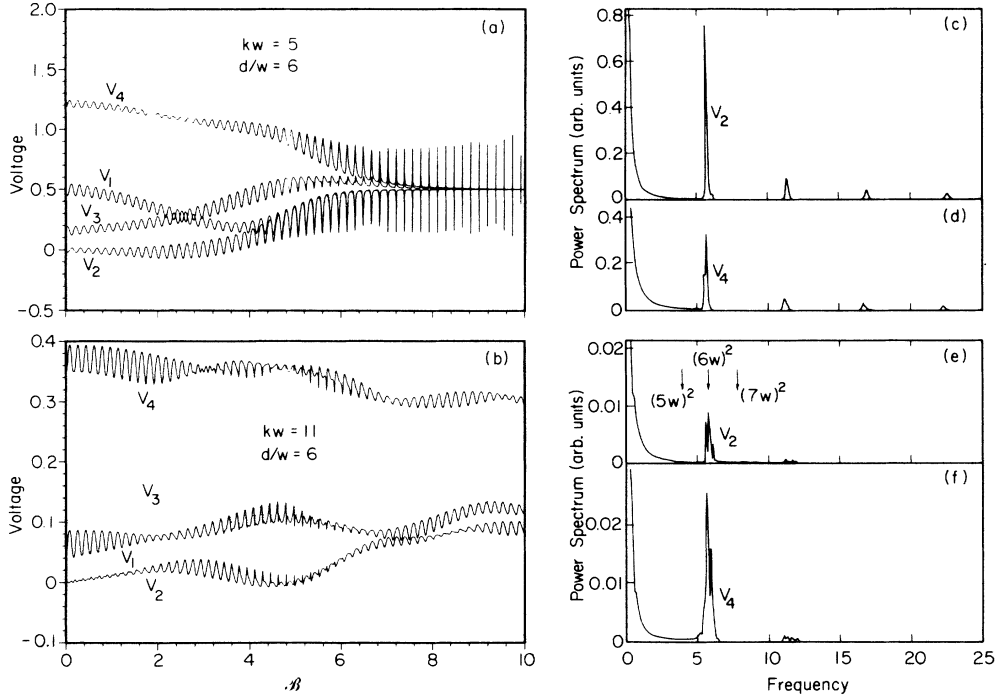 (a)
kw = 5
d/w = 6
V4
V1
V3
V2
2.0
1.5
1.0
0.5
0
-0.5
Voltage
(b)
kw = 11
d/w = 6
V4
V3
V1
V2
0.4
0.3
0.2
0.1
0
-0.1
Voltage
0 2 4 6 8 10
ℬ
(c)
V2
0.8
0.6
0.4
0.2
0
Power Spectrum (arb. units)
(d)
V4
0.4
0.2
0
(e)
(6w)²
(5w)² (7w)²
V2
0.02
0.01
0
Power Spectrum (arb. units)
(f)
V4
0.02
0.01
0
0 5 10 15 20 25
Frequency